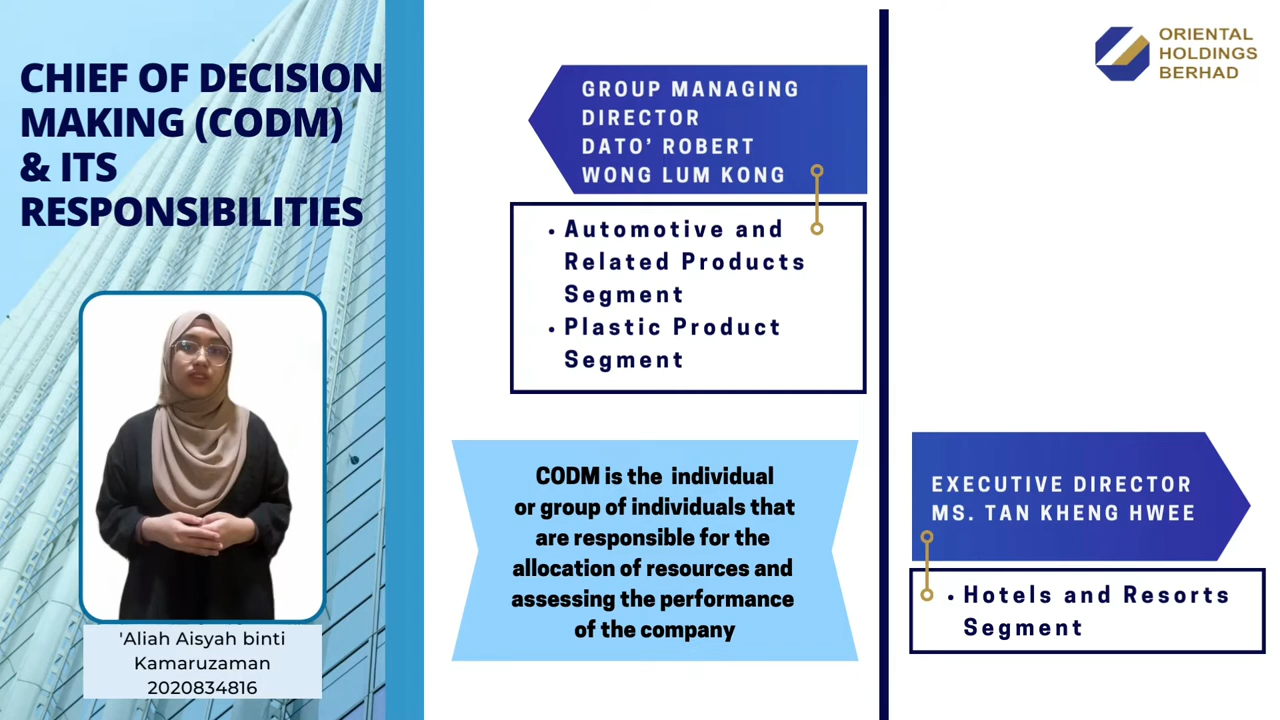 CHIEF OF DECISION
MAKING (CODM)
& ITS
RESPONSIBILITIES
'Aliah Aisyah binti
Kamaruzaman
2020834816
GROUP MANAGING
DIRECTOR
DATO’ ROBERT
WONG LUM KONG
• Automotive and
Related Products
Segment
• Plastic Product
Segment
CODM is the individual
or group of individuals that
are responsible for the
allocation of resources and
assessing the performance
of the company
ORIENTAL
HOLDINGS
BERHAD
EXECUTIVE DIRECTOR
MS. TAN KHENG HWEE
• Hotels and Resorts
Segment